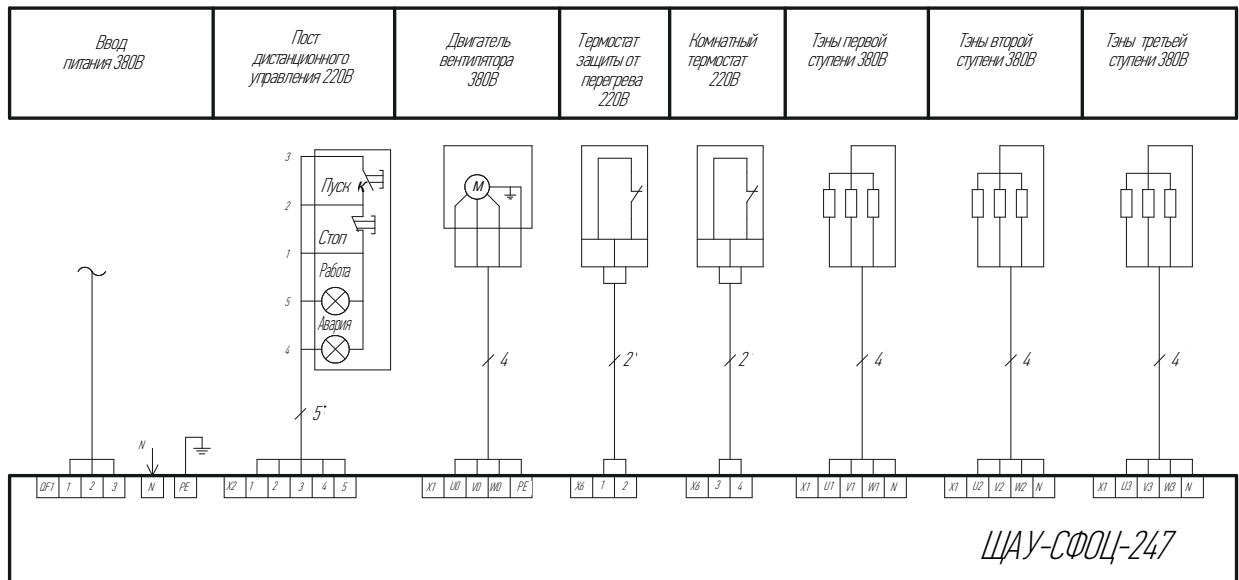 Ввод
питания 380В
Пост
дистанционного
управления 220В
Двигатель
вентилятора
380В
Термостат
защиты от
перегрева
220В
Комнатный
термостат
220В
Тэны первой
ступени 380В
Тэны второй
ступени 380В
Тэны третьей
ступени 380В
3
Пуск
2
Стоп
1
Работа
5
Авария
4
М
4
2
2
4
4
4
5
N
QF1 1 2 3 N PE
X2 1 2 3 4 5
X1 U0 V0 W0 PE
X6 1 2
X6 3 4
X1 U1 V1 W1 N
X1 U2 V2 W2 N
X1 U3 V3 W3 N
ЩАУ-СФОЦ-247